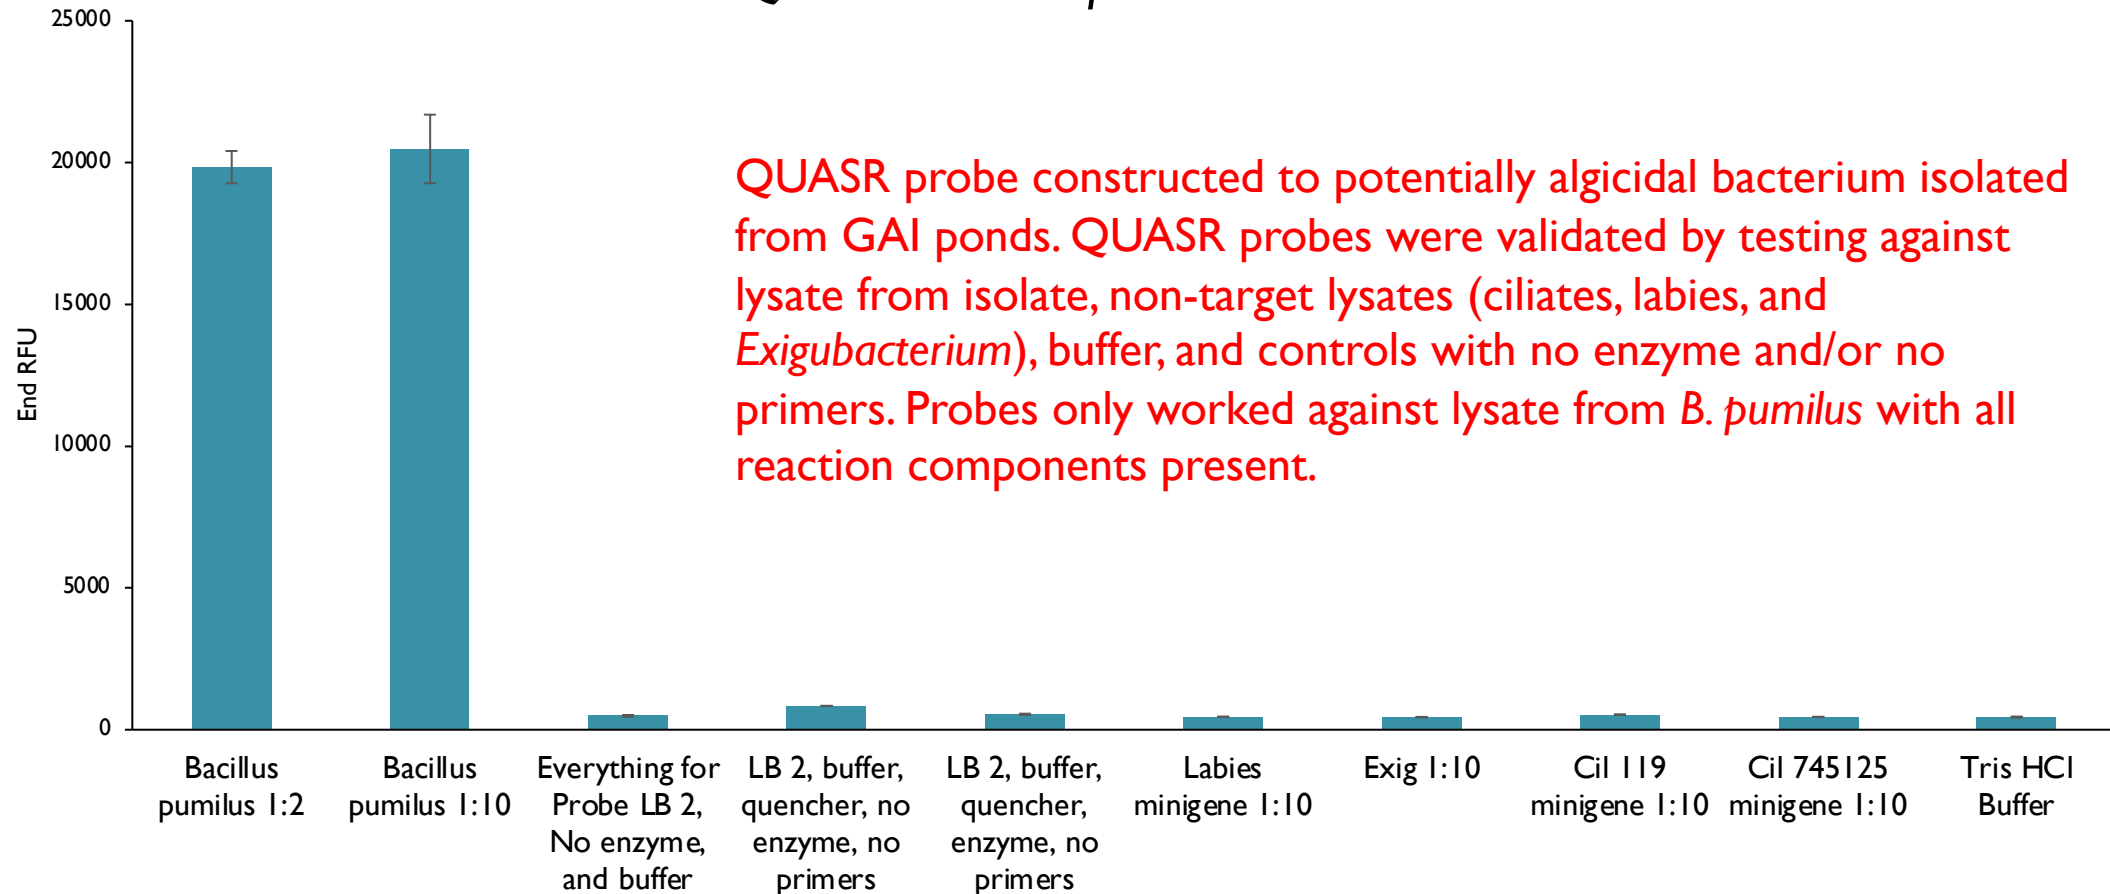 25000
20000
15000
10000
5000
0
End RFU
QUASR probe constructed to potentially algicidal bacterium isolated
from GAI ponds. QUASR probes were validated by testing against
lysate from isolate, non-target lysates (ciliates, labies, and
Exigubacterium), buffer, and controls with no enzyme and/or no
primers. Probes only worked against lysate from B. pumilus with all
reaction components present.
Bacillus
pumilus 1:2
Bacillus
pumilus 1:10
Everything for
Probe LB 2,
No enzyme,
and buffer
LB 2, buffer,
quencher, no
enzyme, no
primers
LB 2, buffer,
quencher,
enzyme, no
primers
Labies
minigene 1:10
Exig 1:10
Cil 119
minigene 1:10
Cil 745125
minigene 1:10
Tris HCl
Buffer